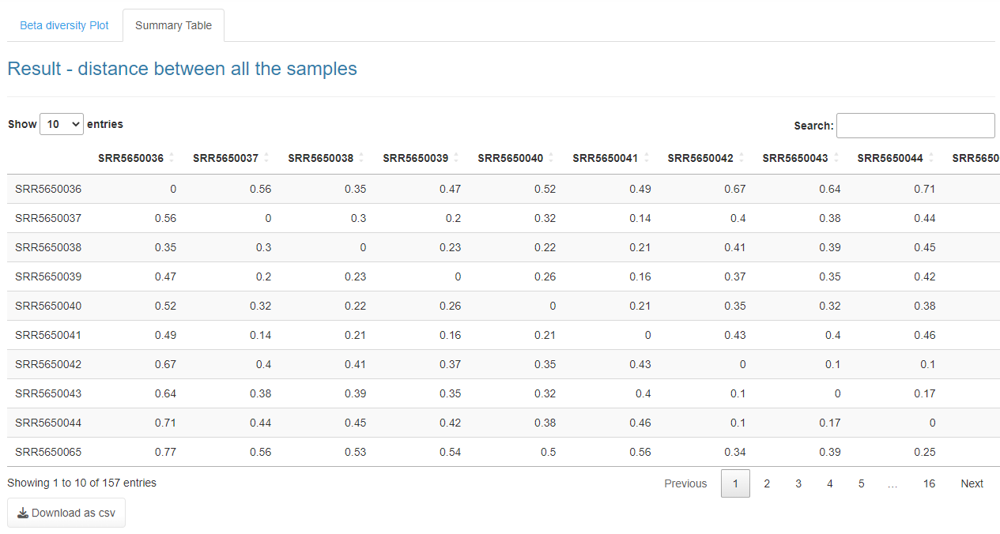 Beta diversity Plot Summary Table
Result - distance between all the samples
Show 10 entries Search:
SRR5650036 SRR5650037 SRR5650038 SRR5650039 SRR5650040 SRR5650041 SRR5650042 SRR5650043 SRR5650044 SRR5650
SRR5650036 0 0.56 0.35 0.47 0.52 0.49 0.67 0.64 0.71
SRR5650037 0.56 0 0.3 0.2 0.32 0.14 0.4 0.38 0.44
SRR5650038 0.35 0.3 0 0.23 0.22 0.21 0.41 0.39 0.45
SRR5650039 0.47 0.2 0.23 0 0.26 0.16 0.37 0.35 0.42
SRR5650040 0.52 0.32 0.22 0.26 0 0.21 0.35 0.32 0.38
SRR5650041 0.49 0.14 0.21 0.16 0.21 0 0.43 0.4 0.46
SRR5650042 0.67 0.4 0.41 0.37 0.35 0.43 0 0.1 0.1
SRR5650043 0.64 0.38 0.39 0.35 0.32 0.4 0.1 0 0.17
SRR5650044 0.71 0.44 0.45 0.42 0.38 0.46 0.1 0.17 0
SRR5650065 0.77 0.56 0.53 0.54 0.5 0.56 0.34 0.39 0.25
Showing 1 to 10 of 157 entries Previous 1 2 3 4 5 … 16 Next
Download as csv